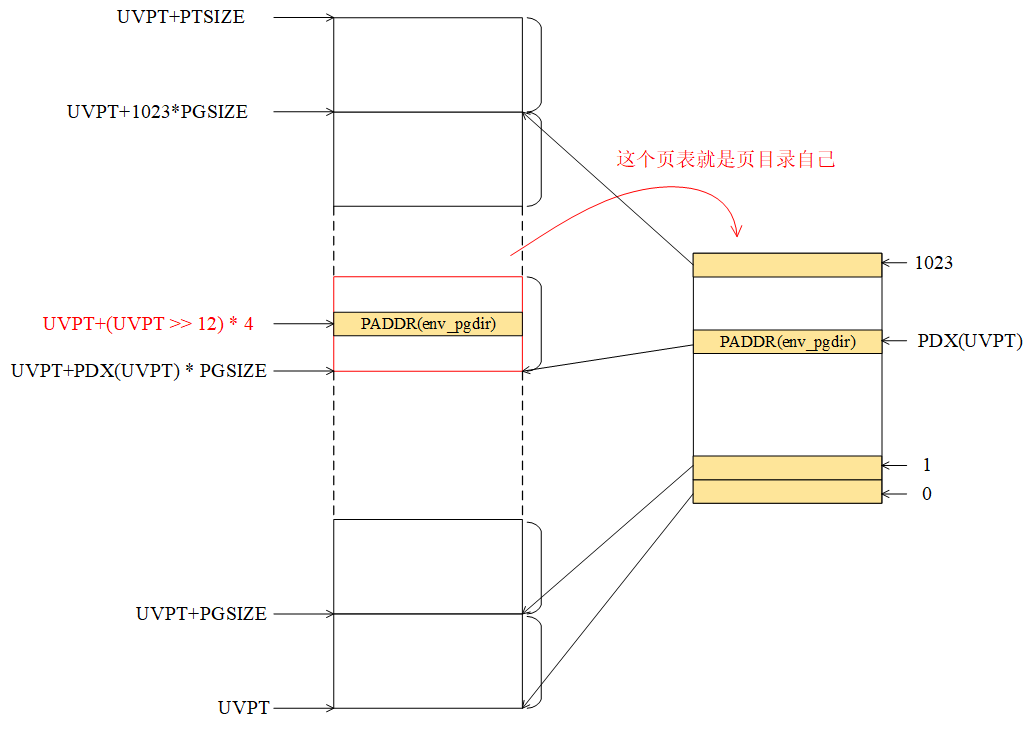 UVPT+PTSIZE
UVPT+1023*PGSIZE
这个页表就是页目录自己
1023
UVPT+(UVPT >> 12) * 4
PADDR(env_pgdir)
PADDR(env_pgdir)
PDX(UVPT)
UVPT+PDX(UVPT) * PGSIZE
1
0
UVPT+PGSIZE
UVPT